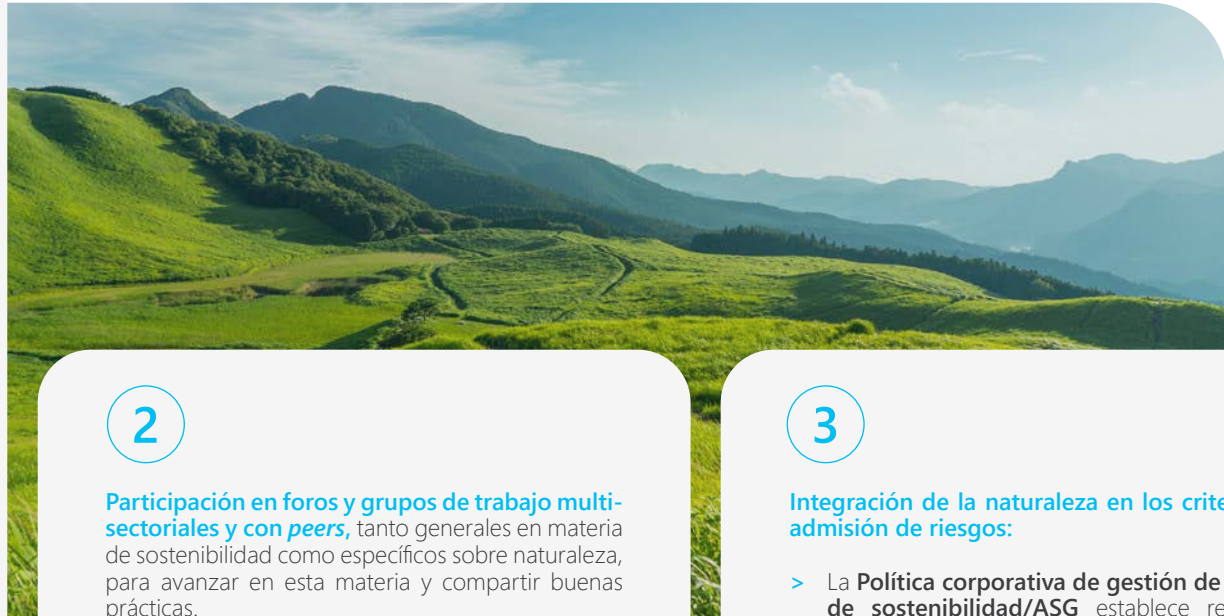 2
Participación en foros y grupos de trabajo multi-
sectoriales y con peers, tanto generales en materia
de sostenibilidad como específicos sobre naturaleza,
para avanzar en esta materia y compartir buenas
prácticas.
3
Integración de la naturaleza en los
admisión de riesgos:
> La Política corporativa de gestión de
de sostenibilidad/ASG establece